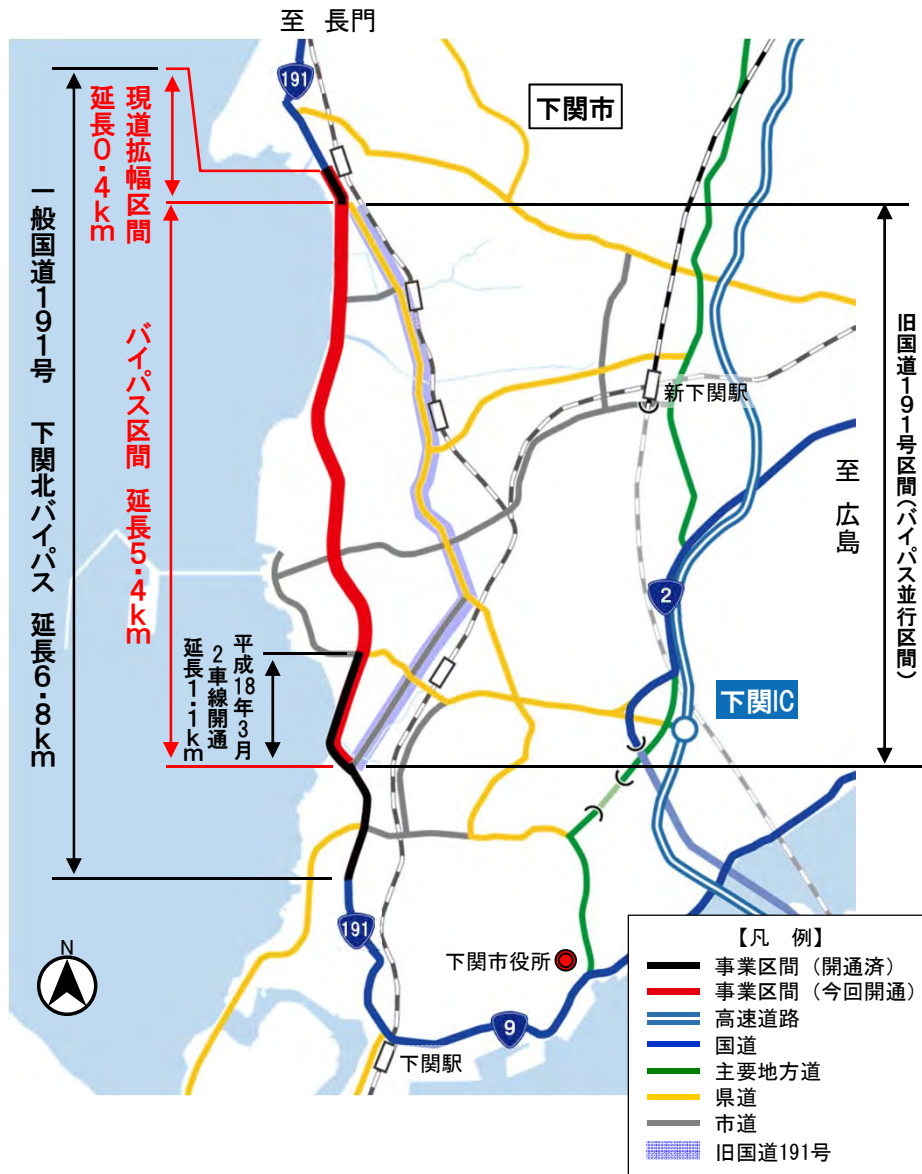 至 長門
191
下関市
現道拡幅区間
延長0・4km
一般国道191号 下関北バイパス 延長6・8km
バイパス区間 延長5・4km
平成18年3月
2車線開通
延長1・1km
新下関駅
旧国道191号区間(バイパス並行区間)
至 広島
2
下関IC
191
N
下関市役所
9
下関駅
【凡 例】
事業区間(開通済)
事業区間(今回開通)
高速道路
国道
主要地方道
県道
市道
旧国道191号